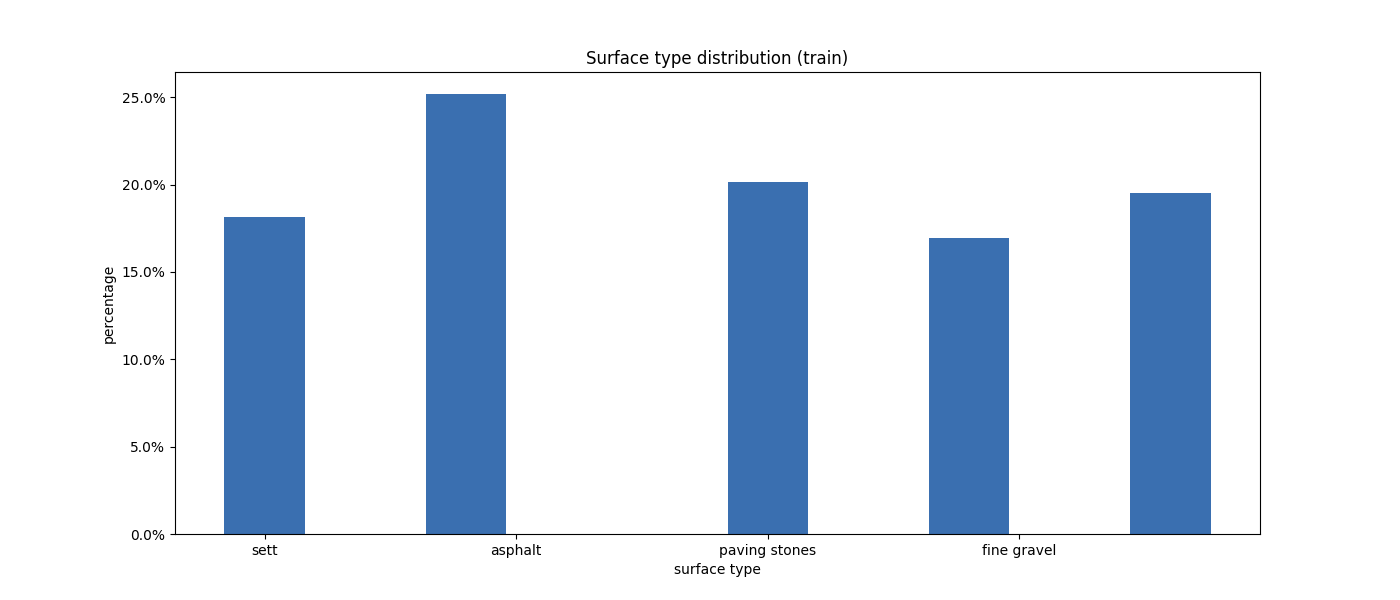 Surface type distribution (train)
25.0%
20.0%
15.0%
10.0%
5.0%
0.0%
percentage
sett asphalt paving stones fine gravel
surface type